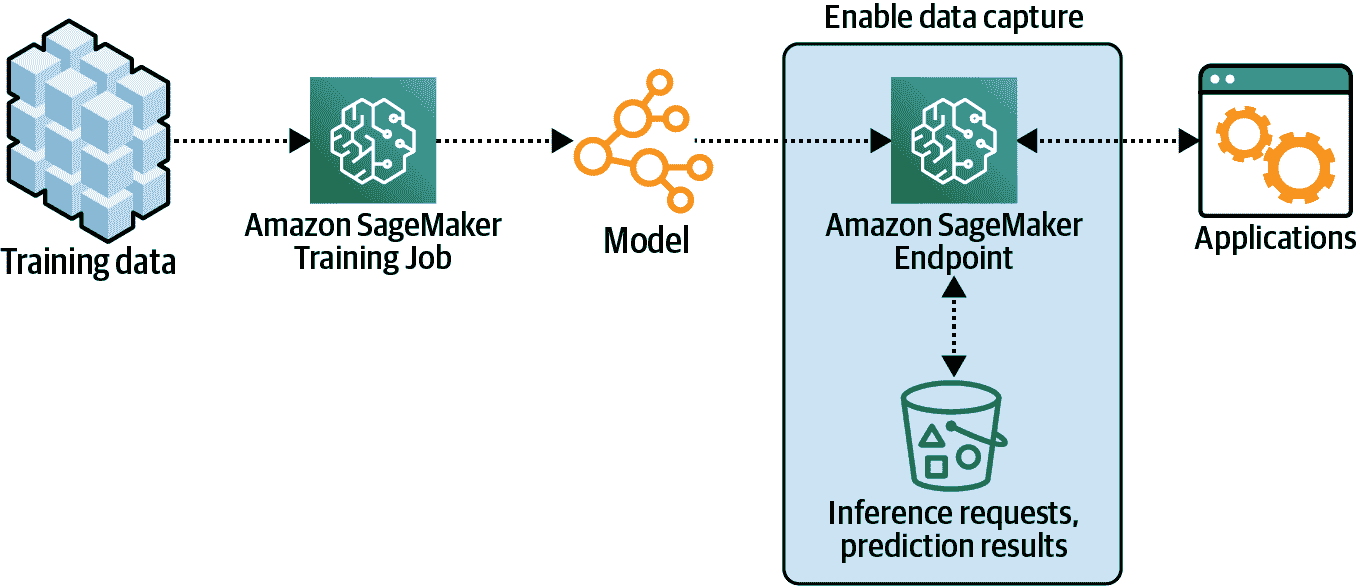 Enable data capture
Training data
Amazon SageMaker
Training Job
Model
Amazon SageMaker
Endpoint
Applications
Inference requests,
prediction results